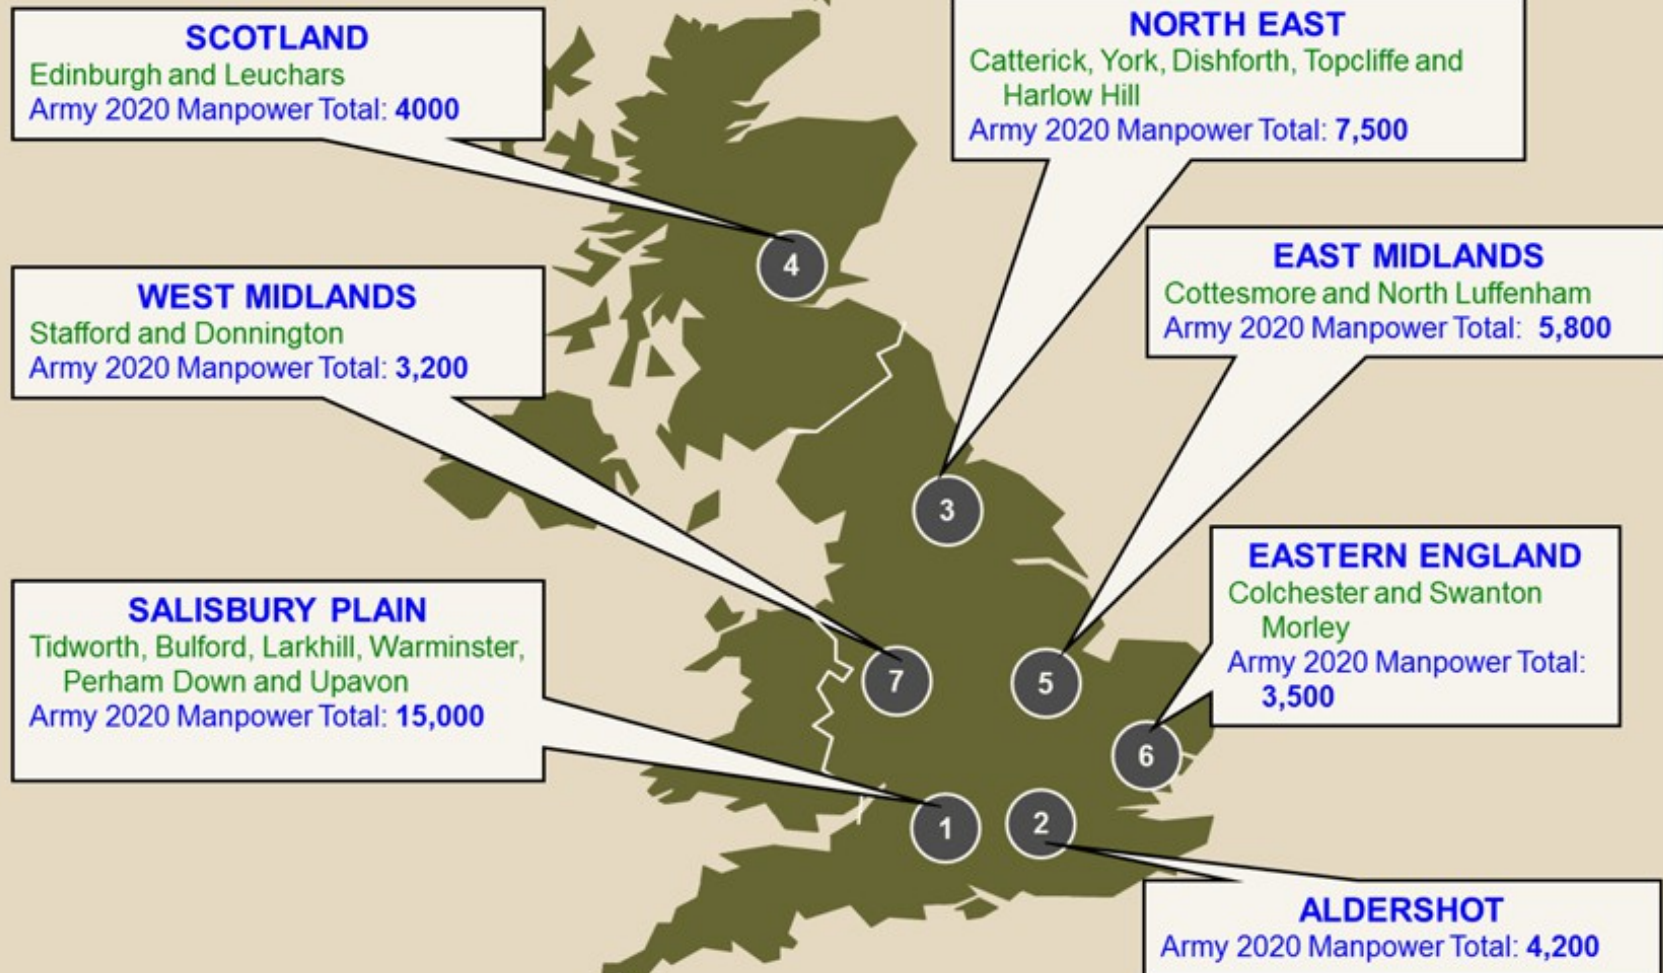 SCOTLAND
Edinburgh and Leuchars
Army 2020 Manpower Total: 4000
NORTH EAST
Catterick, York, Dishforth, Topcliffe and
Harlow Hill
Army 2020 Manpower Total: 7,500
WEST MIDLANDS
Stafford and Donnington
Army 2020 Manpower Total: 3,200
EAST MIDLANDS
Cottesmore and North Luffenham
Army 2020 Manpower Total: 5,800
SALISBURY PLAIN
Tidworth, Bulford, Larkhill, Warminster,
Perham Down and Upavon
Army 2020 Manpower Total: 15,000
EASTERN ENGLAND
Colchester and Swanton
Morley
Army 2020 Manpower Total:
3,500
ALDERSHOT
Army 2020 Manpower Total: 4,200
4
3
7
5
6
1
2